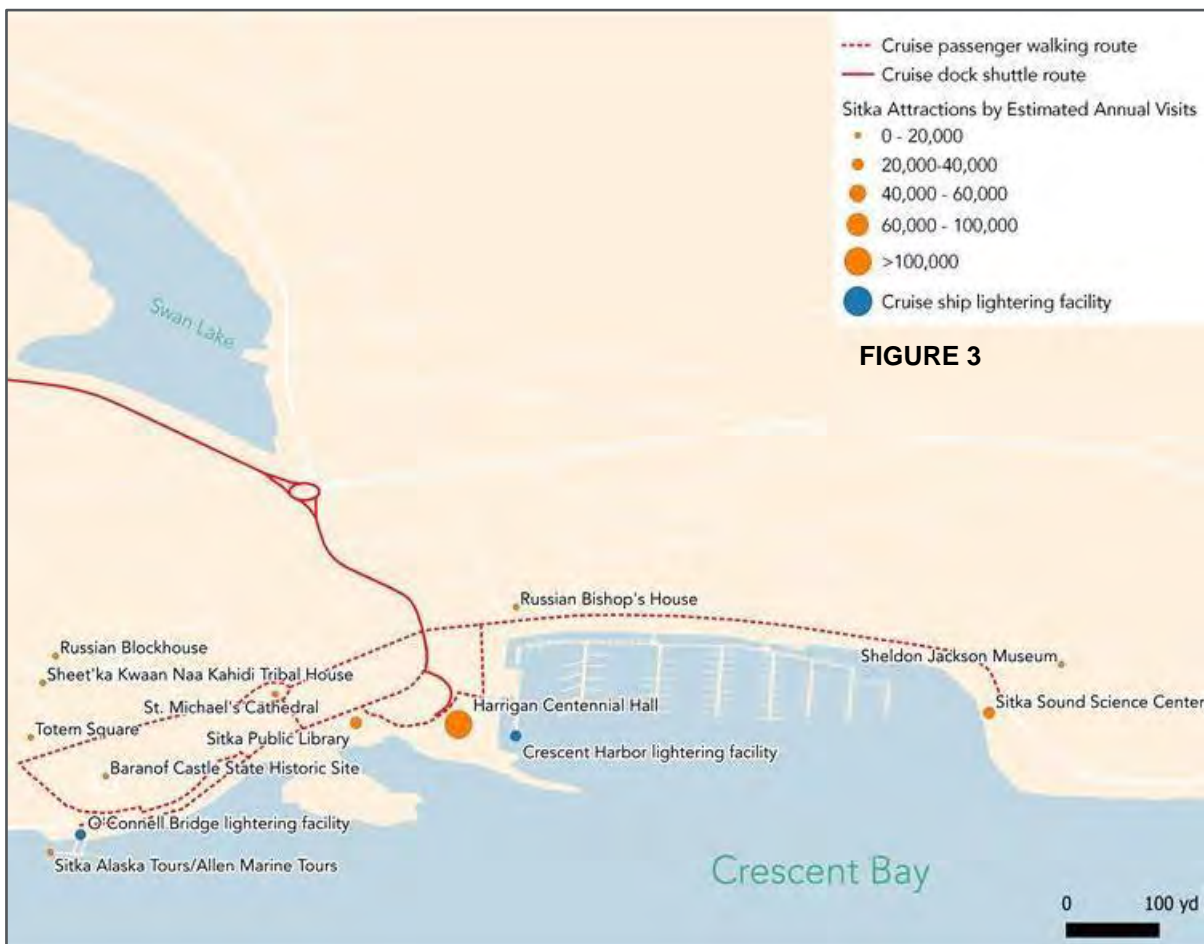 Cruise passenger walking route
Cruise dock shuttle route
Sitka Attractions by Estimated Annual Visits
0 - 20,000
20,000-40,000
40,000 - 60,000
60,000 - 100,000
>100,000
Cruise ship lightering facility
FIGURE 3
Swan Lake
Russian Bishop's House
Russian Blockhouse
Sheldon Jackson Museum
Sheet'ka Kwaan Naa Kahidi Tribal House
St. Michael's Cathedral
Harrigan Centennial Hall
Sitka Sound Science Center
Totem Square
Sitka Public Library
Crescent Harbor lightering facility
Baranof Castle State Historic Site
O'Connell Bridge lightering facility
Sitka Alaska Tours/Allen Marine Tours
Crescent Bay
0 100 yd